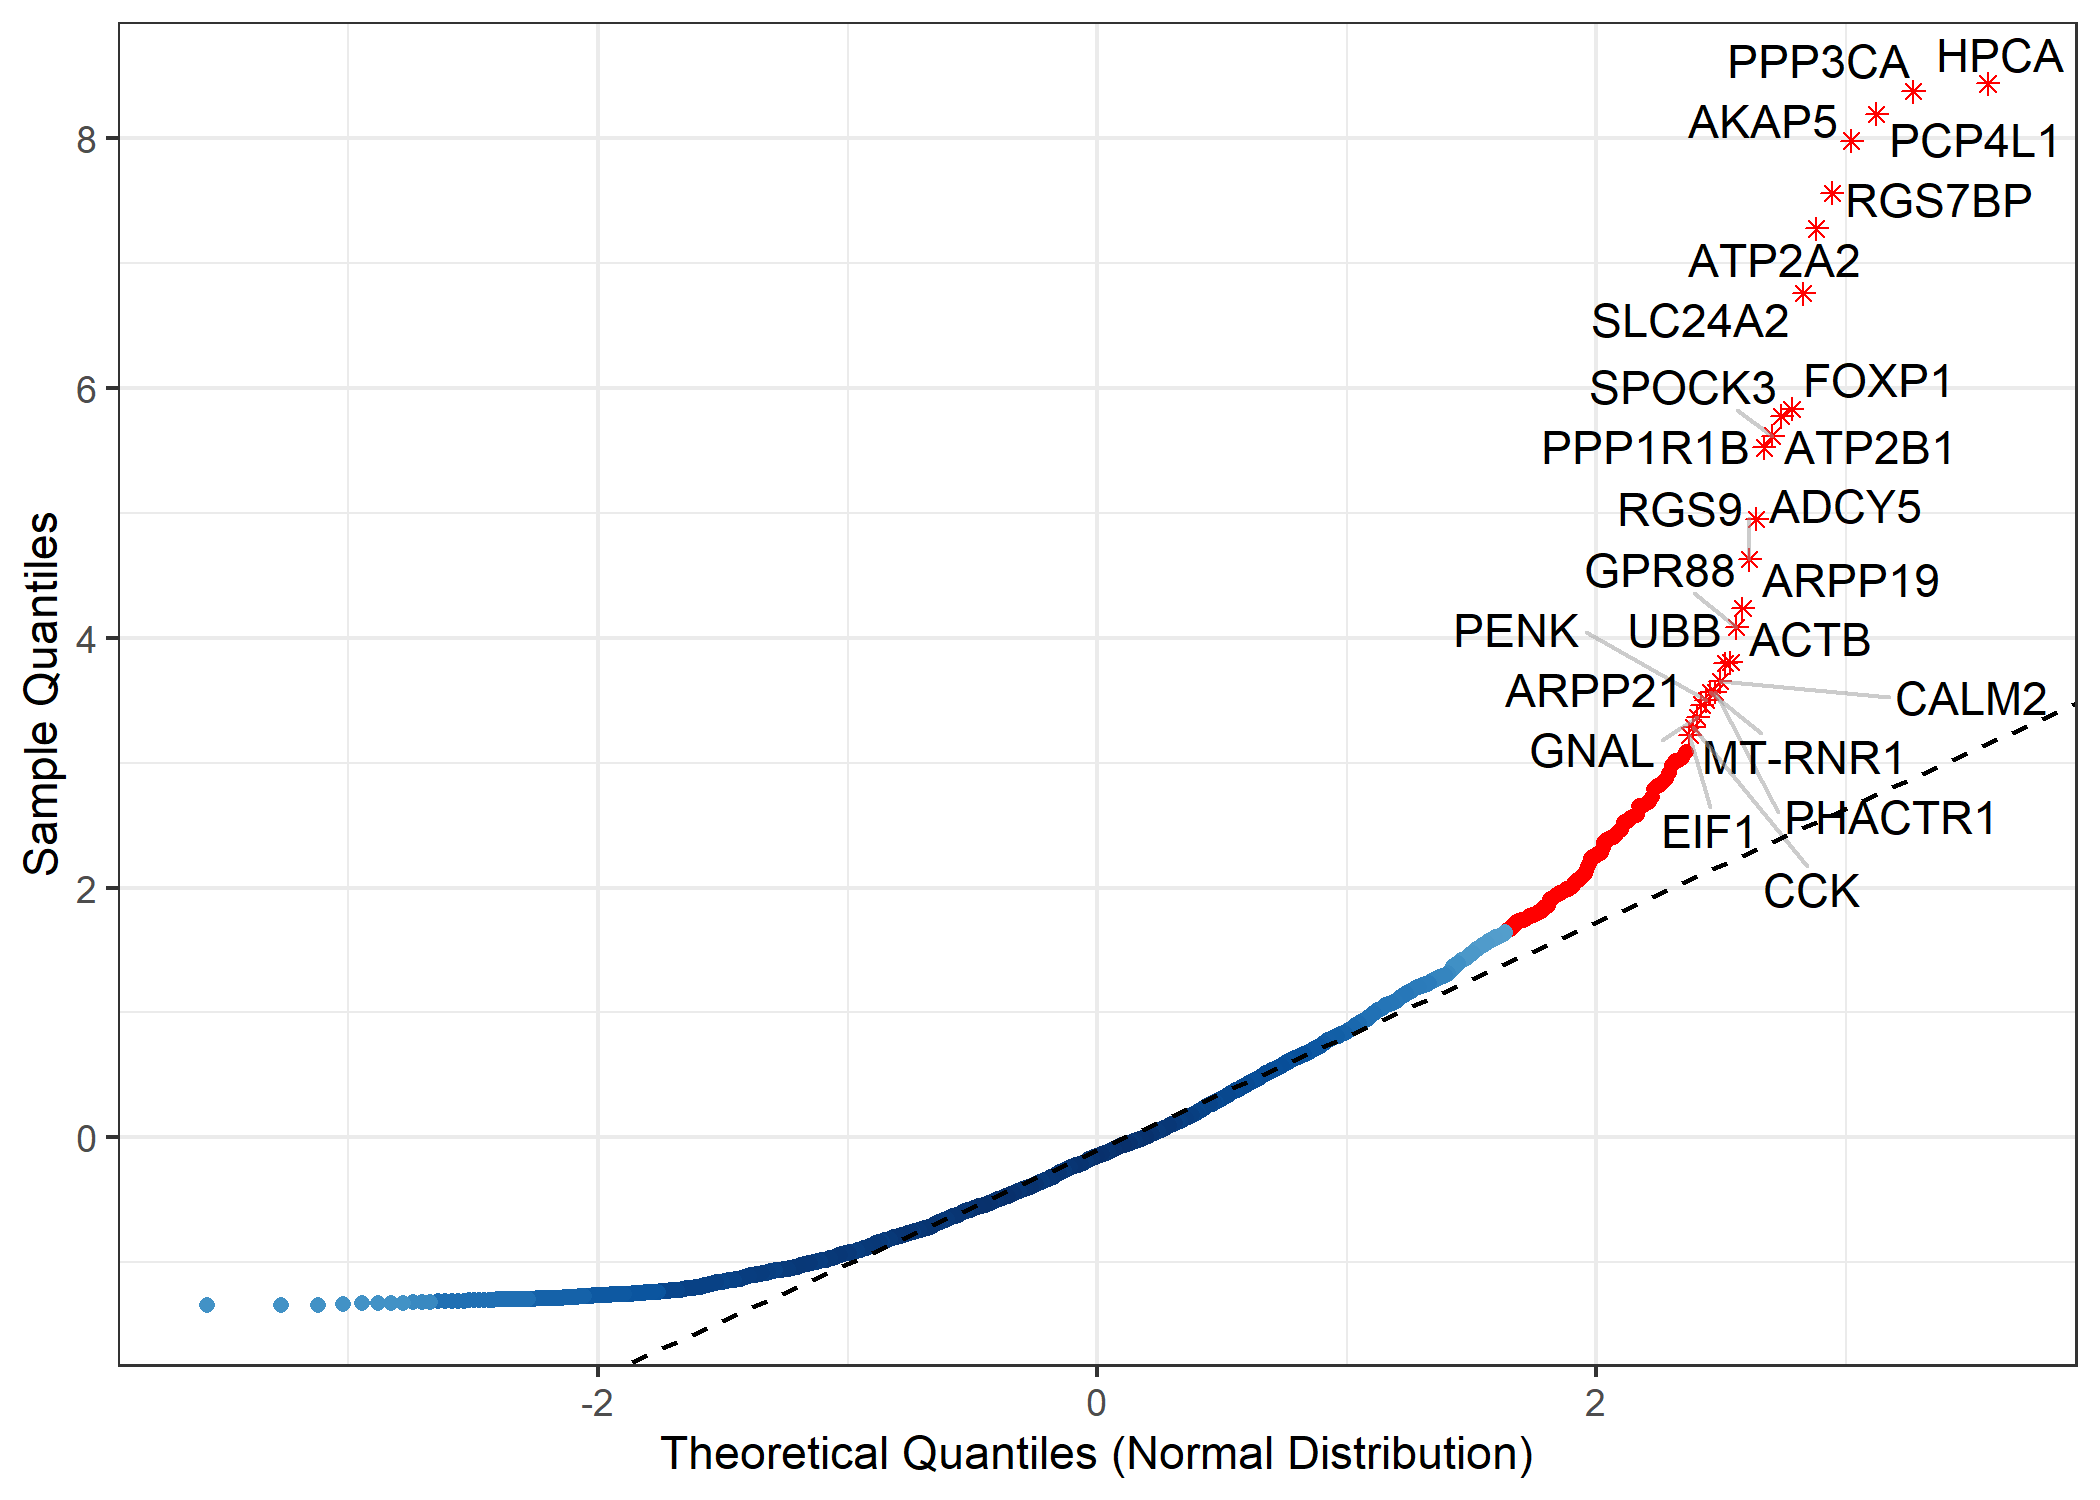 PPP3CA HPCA
AKAP5
PCP4L1
RGS7BP
ATP2A2
SLC24A2
SPOCK3 FOXP1
PPP1R1B ATP2B1
RGS9 ADCY5
GPR88 ARPP19
PENK UBB ACTB
ARPP21 CALM2
GNAL MT-RNR1
EIF1 PHACTR1
CCK
8
6
4
2
0
-2 0 2
Sample Quantiles
Theoretical Quantiles (Normal Distribution)